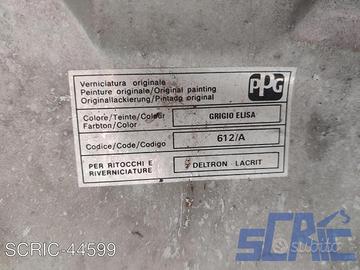 Verniciatura originale
Peinture originale/Original painting
Originallackierung/Pintado original
PPG
Colore/Teinte/Colour
Farbton/Color
GRIGIO ELISA
Codice/Code/Codigo
612/A
PER RITOCCHI E
RIVERNICIATURE
DELTRON - LACRIT
SCRIC-44599
SCRIC
subito